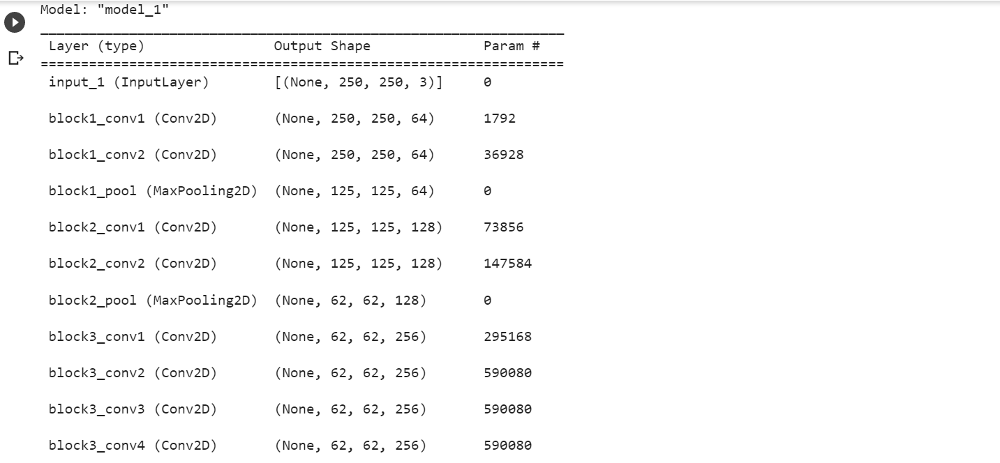 Model: "model_1"
_________________________________________________________________
Layer (type) Output Shape Param #
=================================================================
input_1 (InputLayer) [(None, 250, 250, 3)] 0
block1_conv1 (Conv2D) (None, 250, 250, 64) 1792
block1_conv2 (Conv2D) (None, 250, 250, 64) 36928
block1_pool (MaxPooling2D) (None, 125, 125, 64) 0
block2_conv1 (Conv2D) (None, 125, 125, 128) 73856
block2_conv2 (Conv2D) (None, 125, 125, 128) 147584
block2_pool (MaxPooling2D) (None, 62, 62, 128) 0
block3_conv1 (Conv2D) (None, 62, 62, 256) 295168
block3_conv2 (Conv2D) (None, 62, 62, 256) 590080
block3_conv3 (Conv2D) (None, 62, 62, 256) 590080
block3_conv4 (Conv2D) (None, 62, 62, 256) 590080